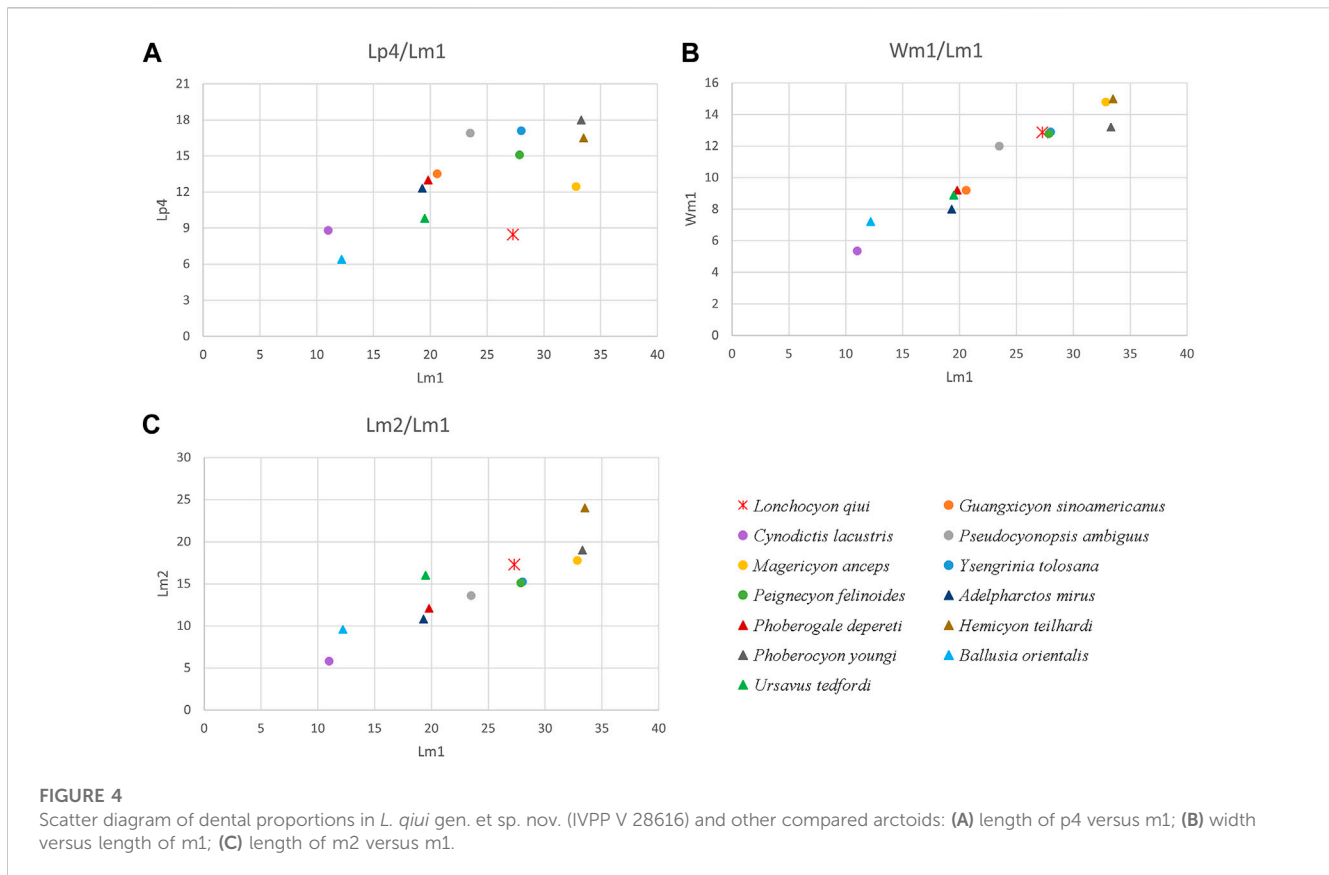 A
Lp4/Lm1
21
18
15
12
9
6
3
0
Lp4
0 5 10 15 20 25 30 35 40
Lm1
B
Wm1/Lm1
16
14
12
10
8
6
4
2
0
Wm1
0 5 10 15 20 25 30 35 40
Lm1
C
Lm2/Lm1
30
25
20
15
10
5
0
Lm2
0 5 10 15 20 25 30 35 40
Lm1
Lonchocyon qiui Guangxicyon sinoamericanus
Cynodictis lacustris Pseudocyonopsis ambiguus
Magericyon anceps Ysengrinia tolosana
Peignecyon felinoides Adelpharctos mirus
Phoberogale depereti Hemicyon teilhardi
Phoberocyon youngi Ballusia orientalis
Ursavus tedfordi
FIGURE 4
Scatter diagram of dental proportions in L. qiui gen. et sp. nov. (IVPP V 28616) and other compared arctoids: (A) length of p4 versus m1; (B) width
versus length of m1; (C) length of m2 versus m1.